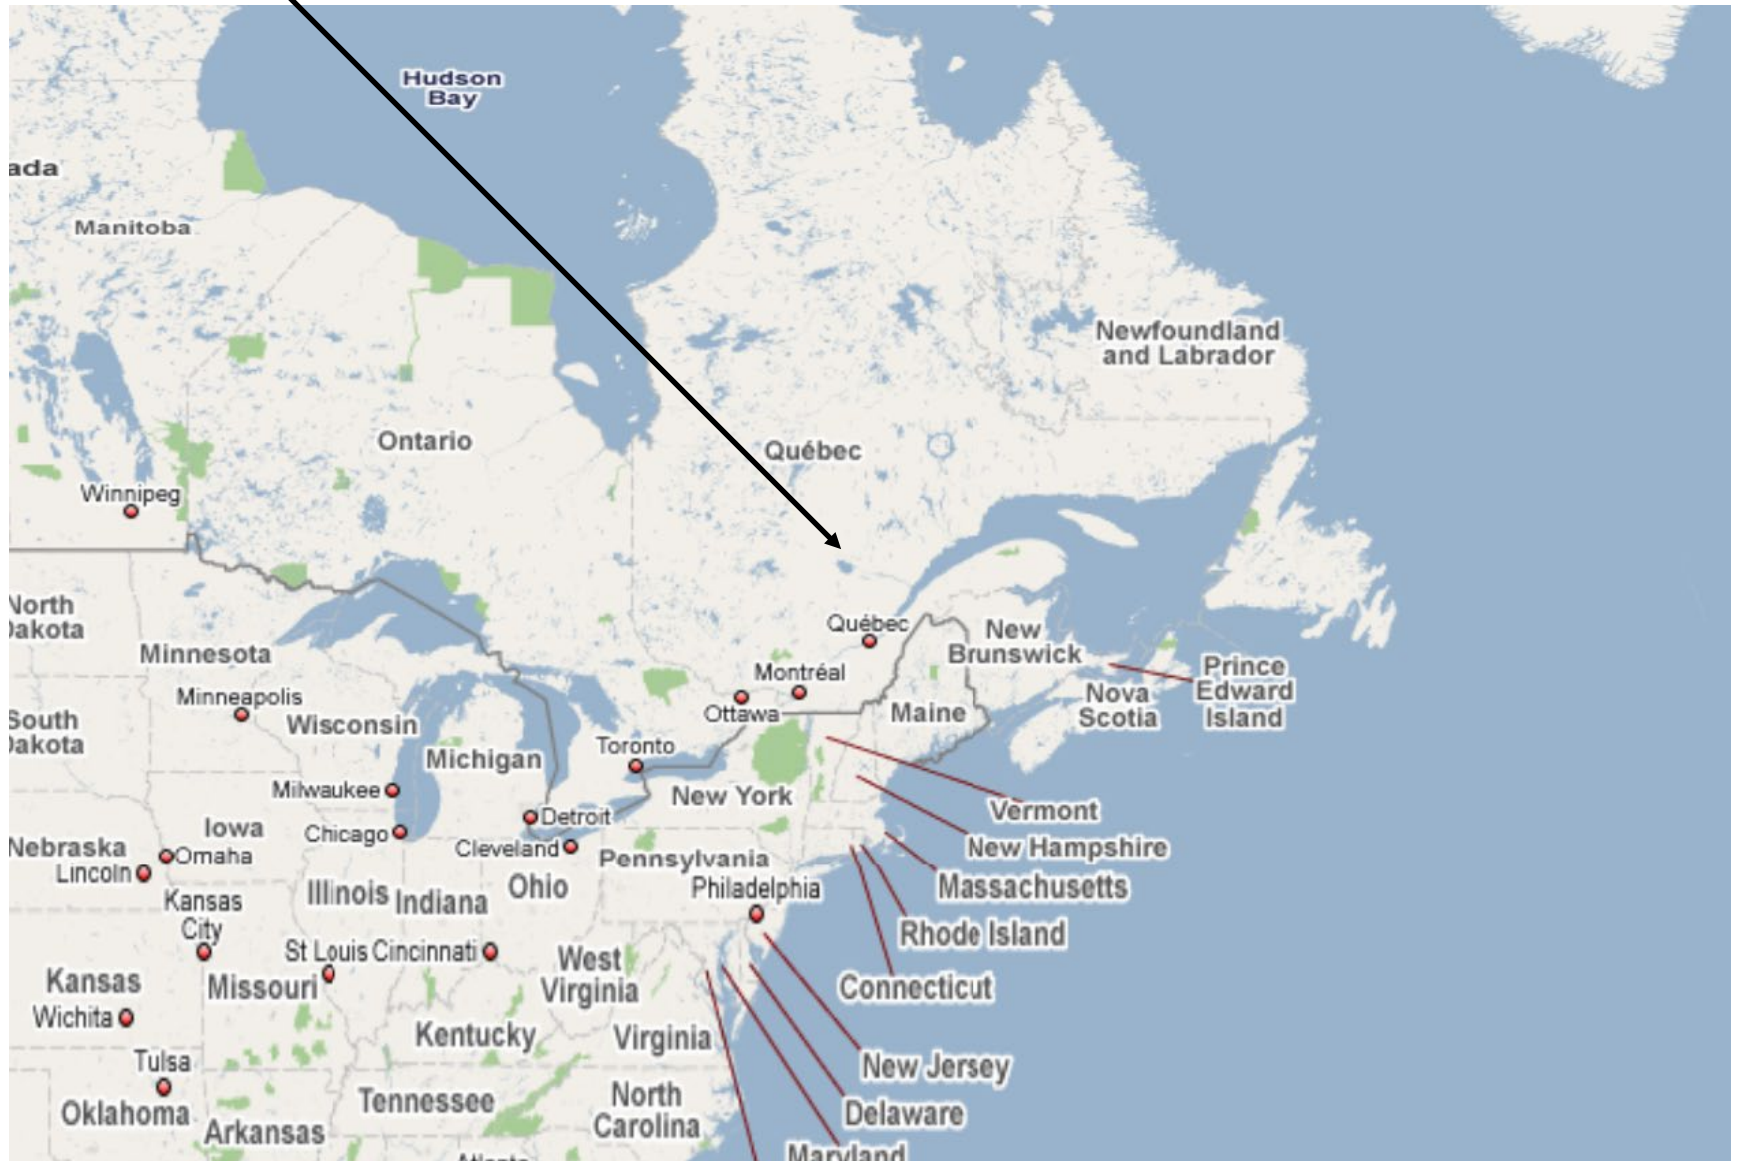 Hudson
Bay
ada
Manitoba
Newfoundland
and Labrador
Ontario
Québec
Winnipeg
North
Dakota
Québec
New
Brunswick
Minnesota
Montréal
Prince
Edward
Island
Minneapolis
Nova
Scotia
South
Dakota
Wisconsin
Ottawa
Maine
Michigan
Toronto
Milwaukee
New York
Vermont
Detroit
Iowa
Chicago
Nebraska
Omaha
Cleveland
New Hampshire
Lincoln
Pennsylvania
Illinois
Indiana
Ohio
Philadelphia
Massachusetts
Kansas
City
Rhode Island
St Louis
Cincinnati
West
Virginia
Kansas
Missouri
Connecticut
Wichita
Kentucky
Virginia
Tulsa
New Jersey
Oklahoma
Tennessee
North
Carolina
Delaware
Arkansas
Maryland
Atlanta